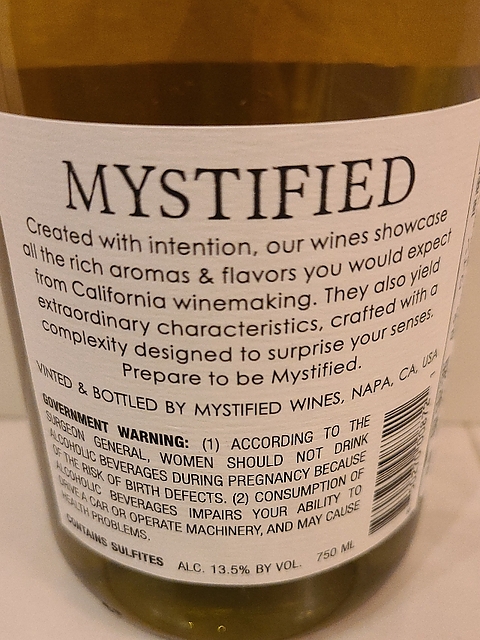 MYSTIFIED
Created with intention, our wines showcase
all the rich aromas & flavors you would expect
from California winemaking. They also yield
extraordinary characteristics, crafted with a
complexity designed to surprise your senses.
Prepare to be Mystified.
VINTED & BOTTLED BY MYSTIFIED WINES, NAPA, CA, USA
GOVERNMENT WARNING: (1) ACCORDING TO THE
SURGEON GENERAL, WOMEN SHOULD NOT DRINK
ALCOHOLIC BEVERAGES DURING PREGNANCY BECAUSE
OF THE RISK OF BIRTH DEFECTS. (2) CONSUMPTION OF
ALCOHOLIC BEVERAGES IMPAIRS YOUR ABILITY TO
DRIVE A CAR OR OPERATE MACHINERY, AND MAY CAUSE
HEALTH PROBLEMS.
CONTAINS SULFITES ALC. 13.5% BY VOL. 750 ML